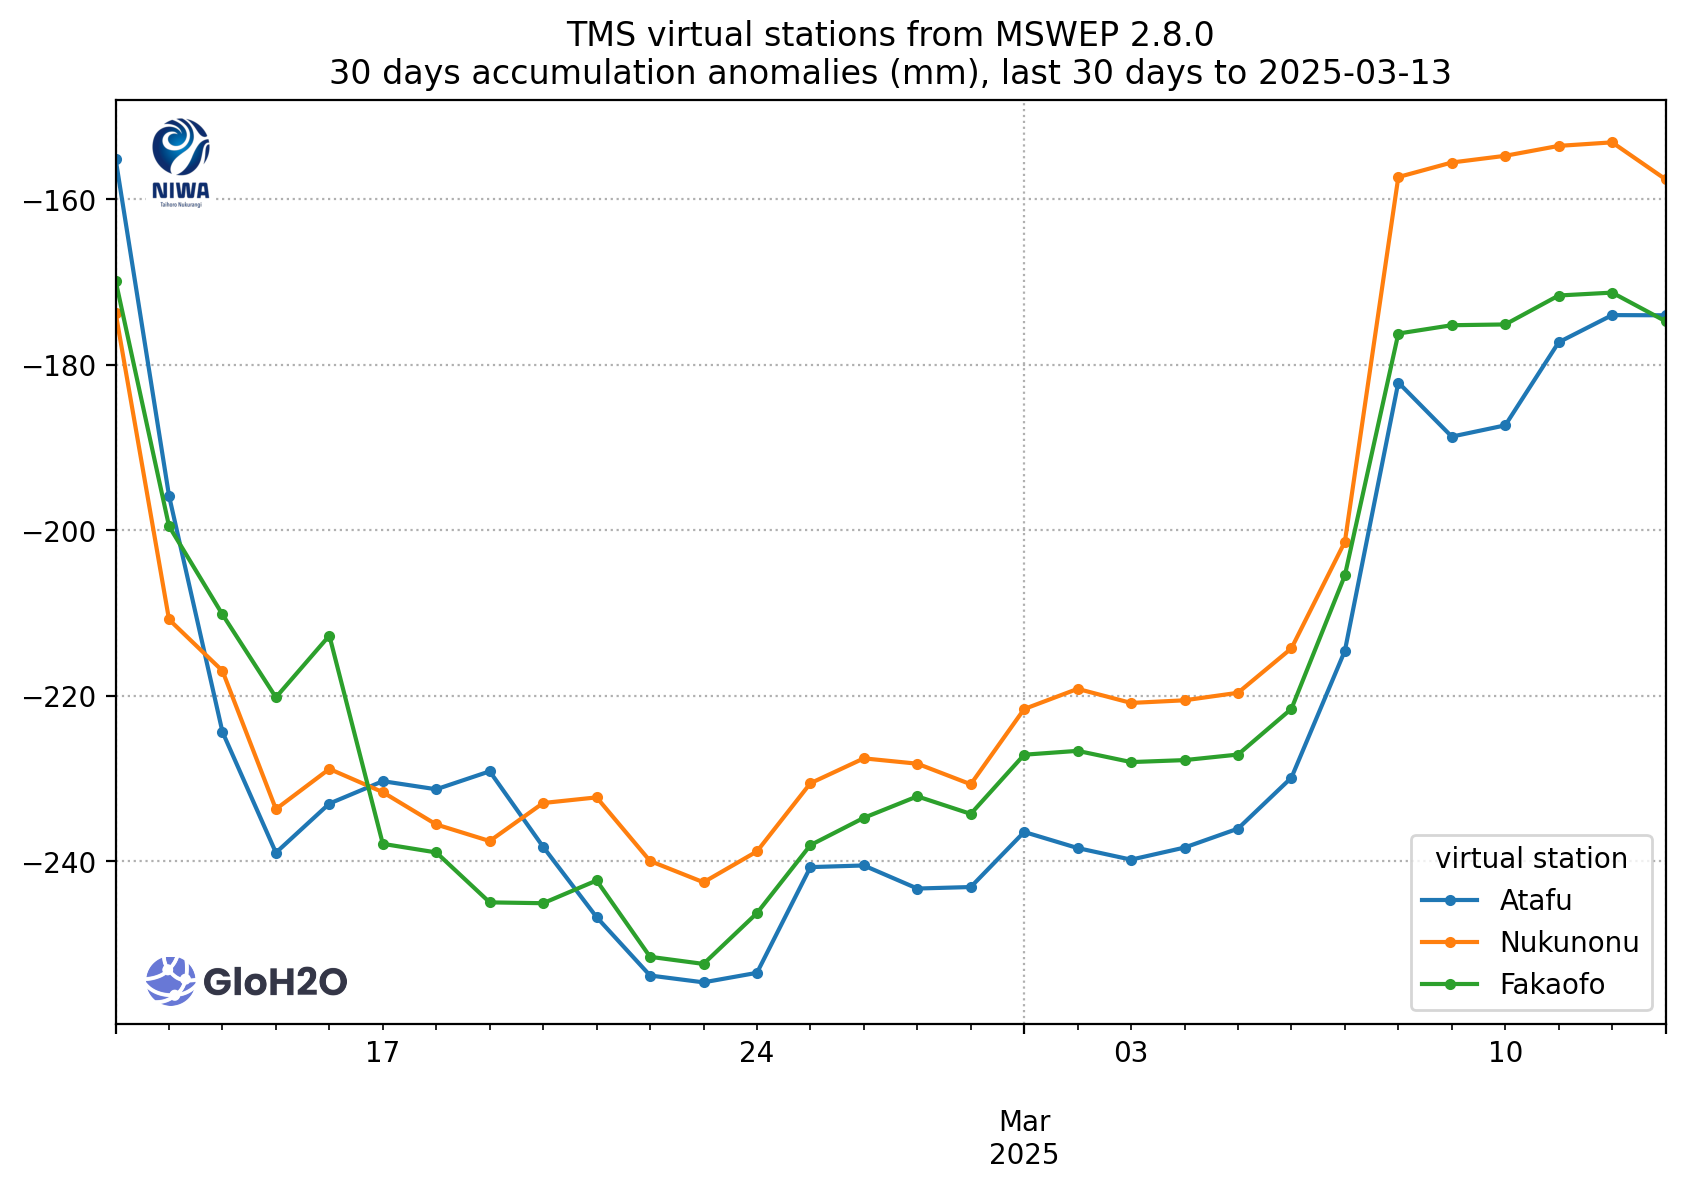 TMS virtual stations from MSWEP 2.8.0
30 days accumulation anomalies (mm), last 30 days to 2025-03-13
NIWA
Taihoro Nukurangi
−160
−180
−200
−220
−240
virtual station
Atafu
Nukunonu
Fakaofo
GloH2O
17
24
03
10
Mar
2025